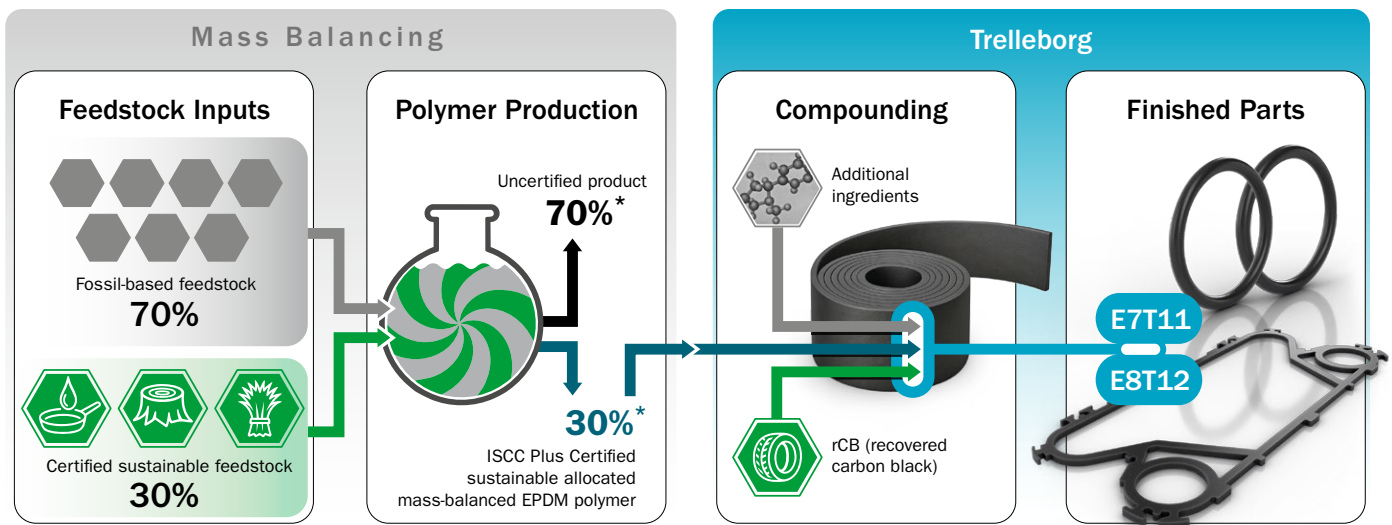 Mass Balancing
Feedstock Inputs
Fossil-based feedstock
70%
Certified sustainable feedstock
30%
Polymer Production
Uncertified product
70%*
30%*
ISCC Plus Certified
sustainable allocated
mass-balanced EPDM polymer
Trelleborg
Compounding
Additional
ingredients
rCB (recovered
carbon black)
Finished Parts
E7T11
E8T12